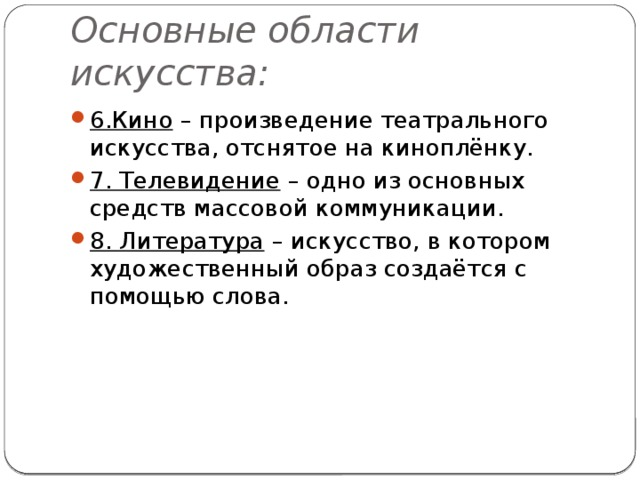 Основные области
искусства:
6.Кино – произведение театрального
искусства, отснятое на киноплёнку.
7. Телевидение – одно из основных
средств массовой коммуникации.
8. Литература – искусство, в котором
художественный образ создаётся с
помощью слова.